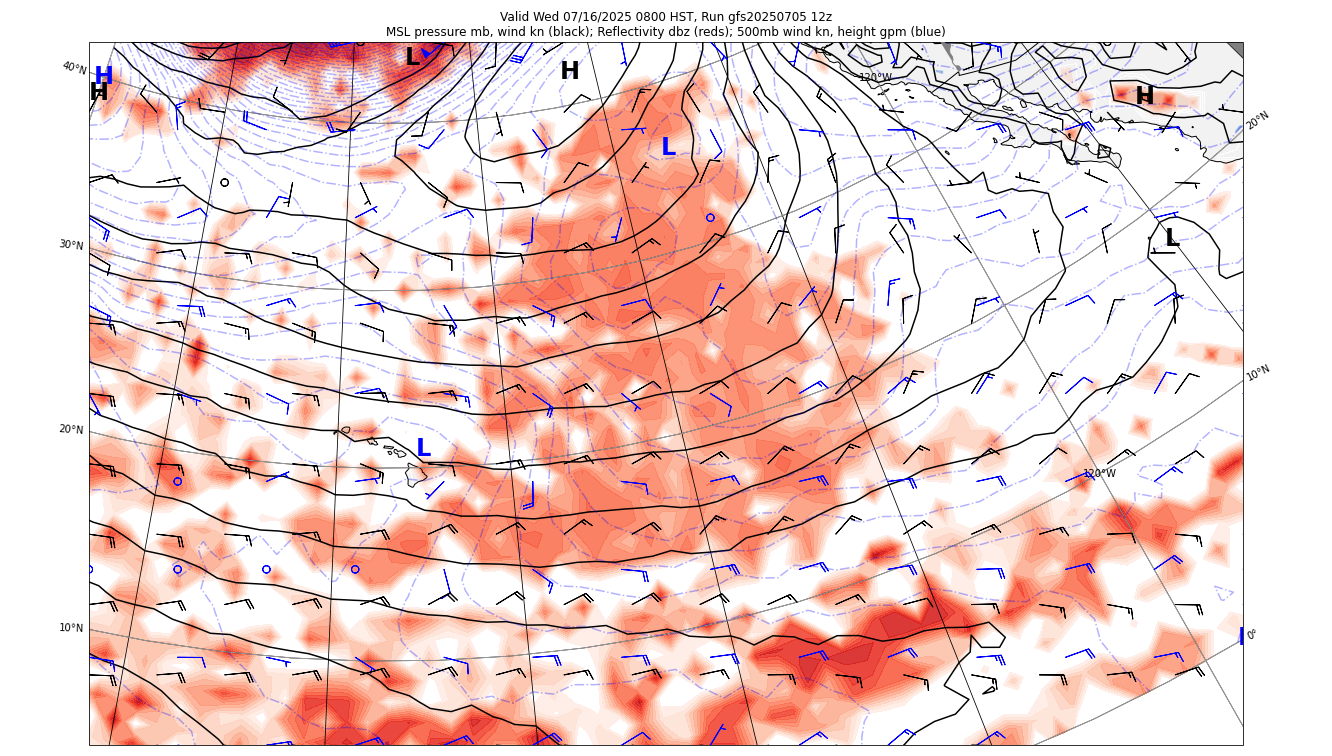 Valid Wed 07/16/2025 0800 HST, Run gfs20250705 12z
MSL pressure mb, wind kn (black); Reflectivity dbz (reds); 500mb wind kn, height gpm (blue)
L
H
H
40°N
H
120°W
H
20°N
L
L
30°N
10°N
20°N
L
120°W
10°N
0°